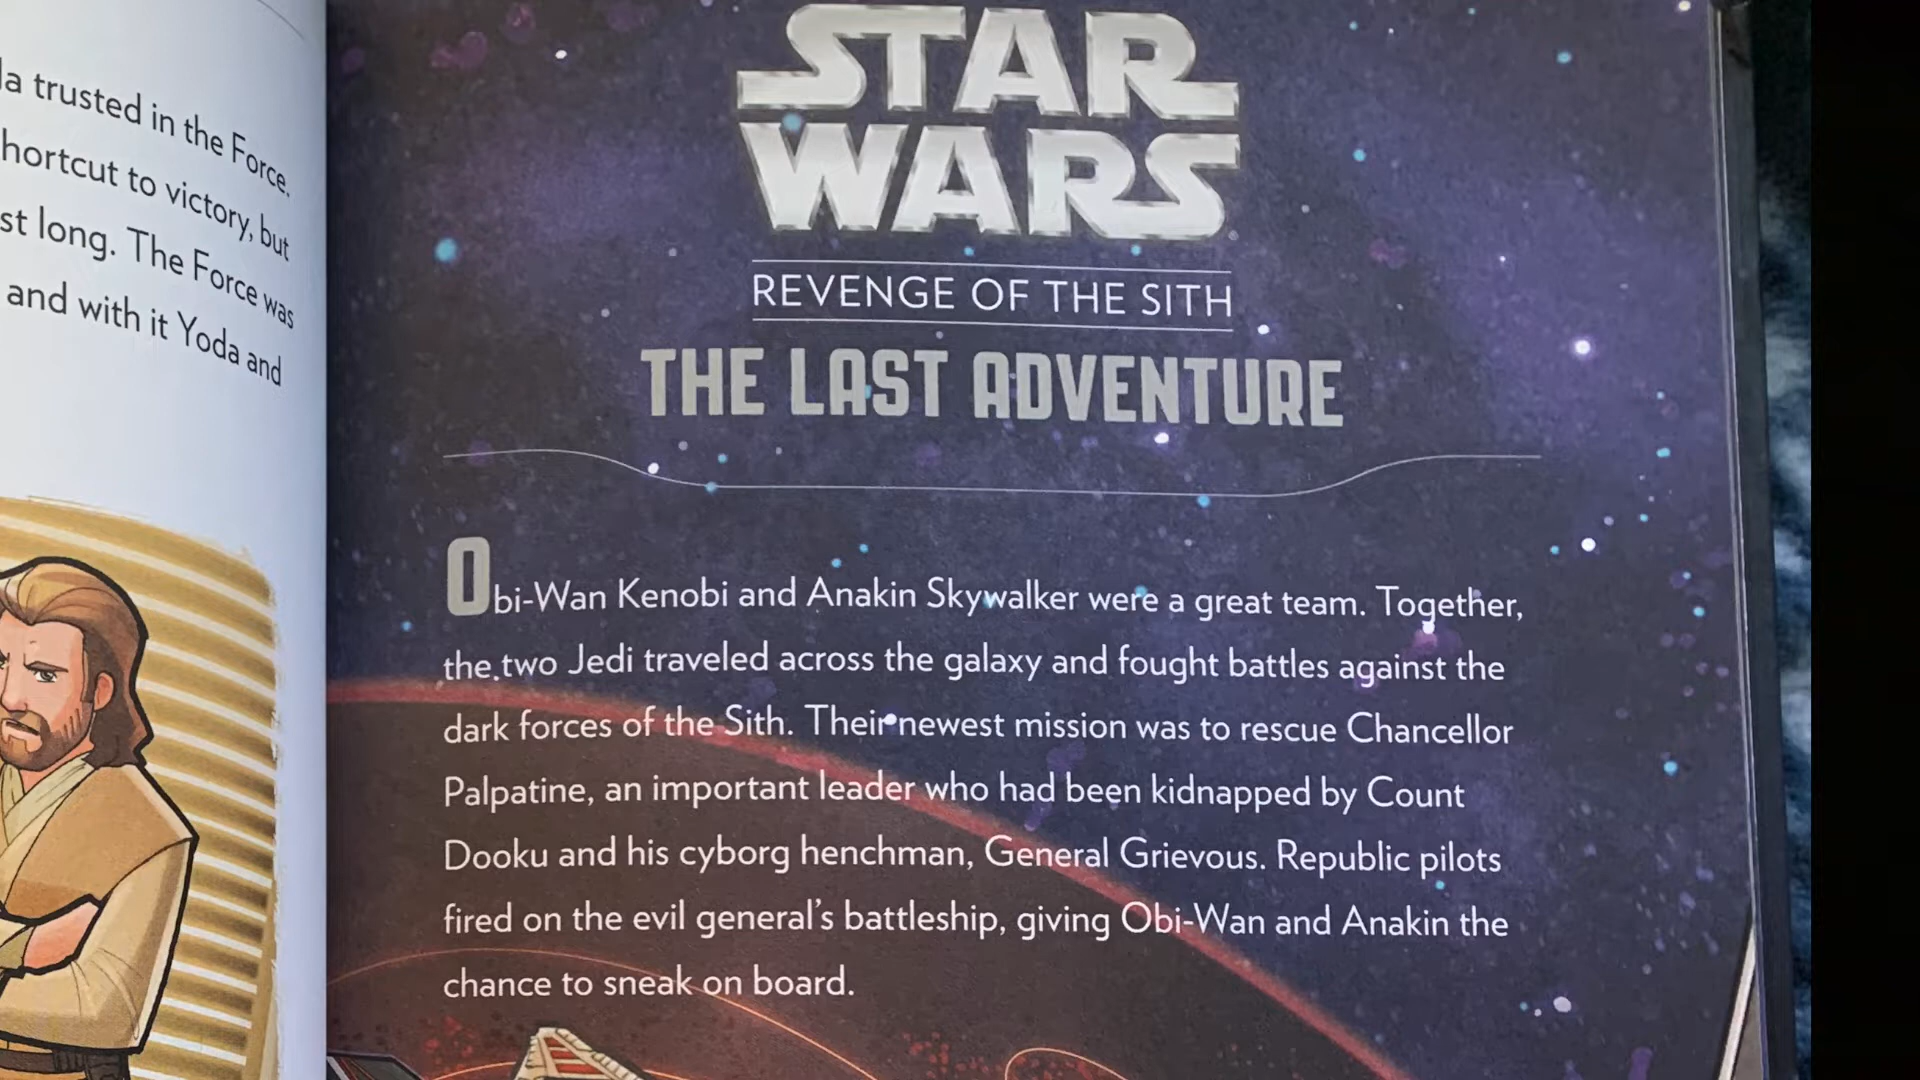 trusted in the Force.
to victory, but
long. The Force was
and with it Yoda and
STAR
WARS
REVENGE OF THE SITH
THE LAST ADVENTURE
Obi-Wan Kenobi and Anakin Skywalker were a great team. Together,
the two Jedi traveled across the galaxy and fought battles against the
dark forces of the Sith. Their newest mission was to rescue Chancellor
Palpatine, an important leader who had been kidnapped by Count
Dooku and his cyborg henchman, General Grievous. Republic pilots
fired on the evil general's battleship, giving Obi-Wan and Anakin the
chance to sneak on board.